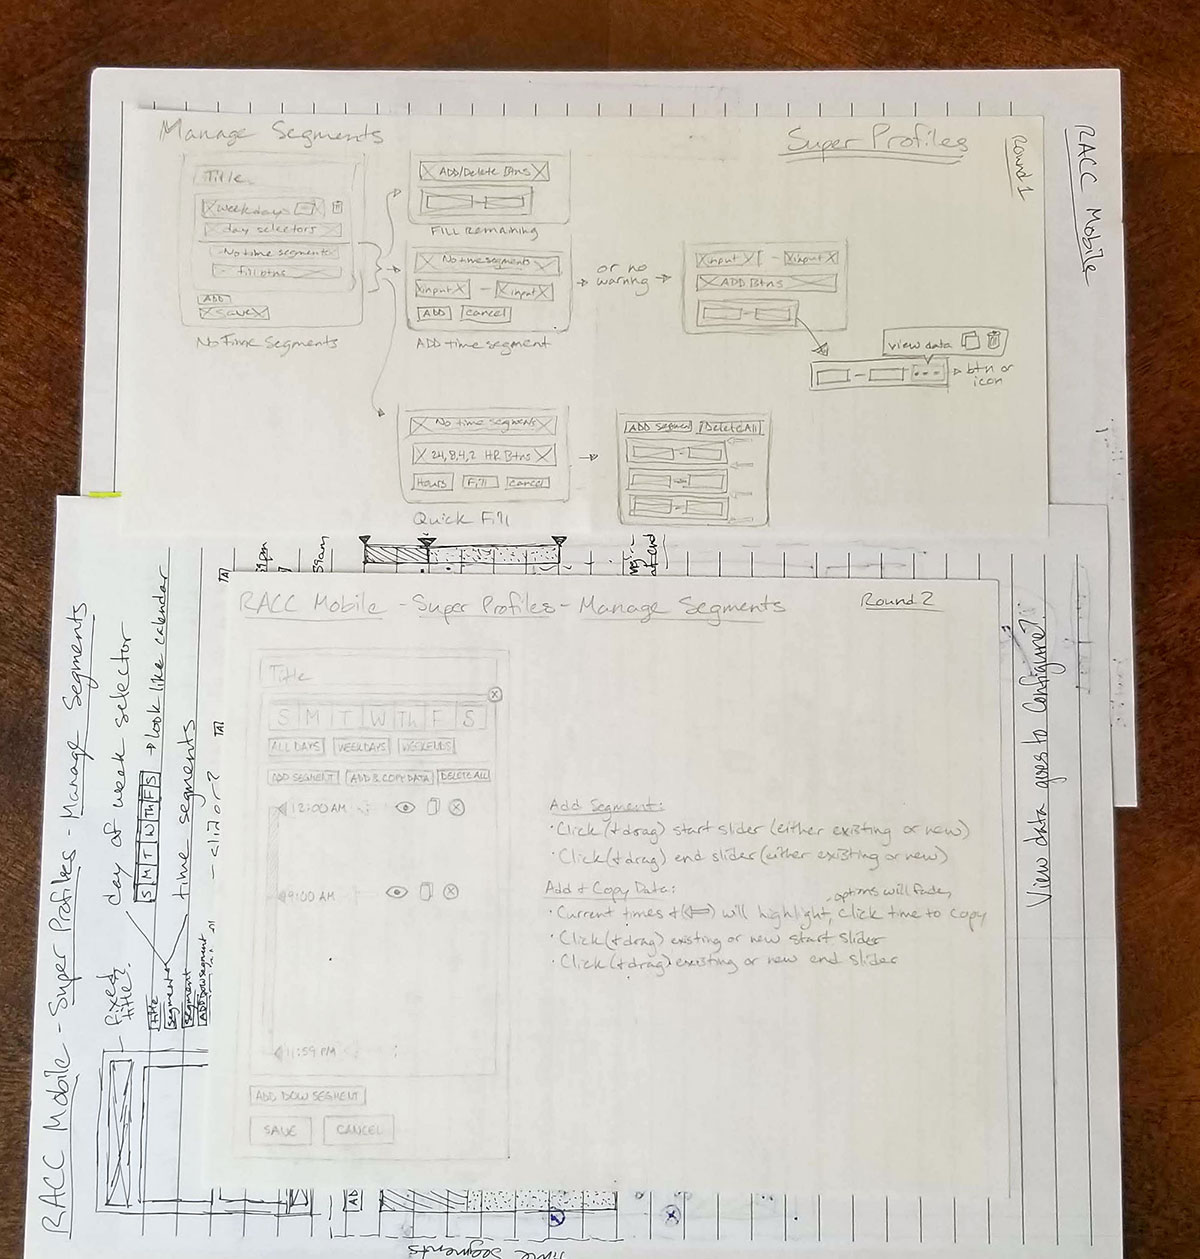 Manage Segments
Super Profiles
Round 1
RACC Mobile
Title
weekdays
day selectors
No time segments
fill btns
ADD
SAVE
No Time Segments
ADD/Delete Btns
FILL Remaining
No time segments
input - input
ADD Cancel
ADD time segment
or no
warning
input - input
ADD Btns
view data
btn or
icon
No time segments
24,8,4,2 HR Btns
Hours Fill Cancel
Quick Fill
ADD segment Delete All
59pm
59am
at end
RACC Mobile - Super Profiles - Manage Segments
Round 2
Title
S M T W Th F S
ALL DAYS WEEKDAYS WEEKENDS
ADD SEGMENT ADD & COPY DATA DELETE ALL
12:00 AM
9:00 AM
11:59 PM
ADD DOW SEGMENT
SAVE CANCEL
Add Segment:
• Click (+ drag) start slider (either existing or new)
• Click (+ drag) end slider (either existing or new)
Add + Copy Data:
- options will fade,
• Current times + (⇐) will highlight, click time to copy
• Click (+ drag) existing or new start slider
• Click (+ drag) existing or new end slider
View data goes to Configure?
RACC Mobile - Super Profiles - Manage Segments
fixed
title?
day of week selector
S M T W Th F S → look like calendar
time segments
- slider?
title
segment
segment
ADD DOW segment
AD
Time Segments